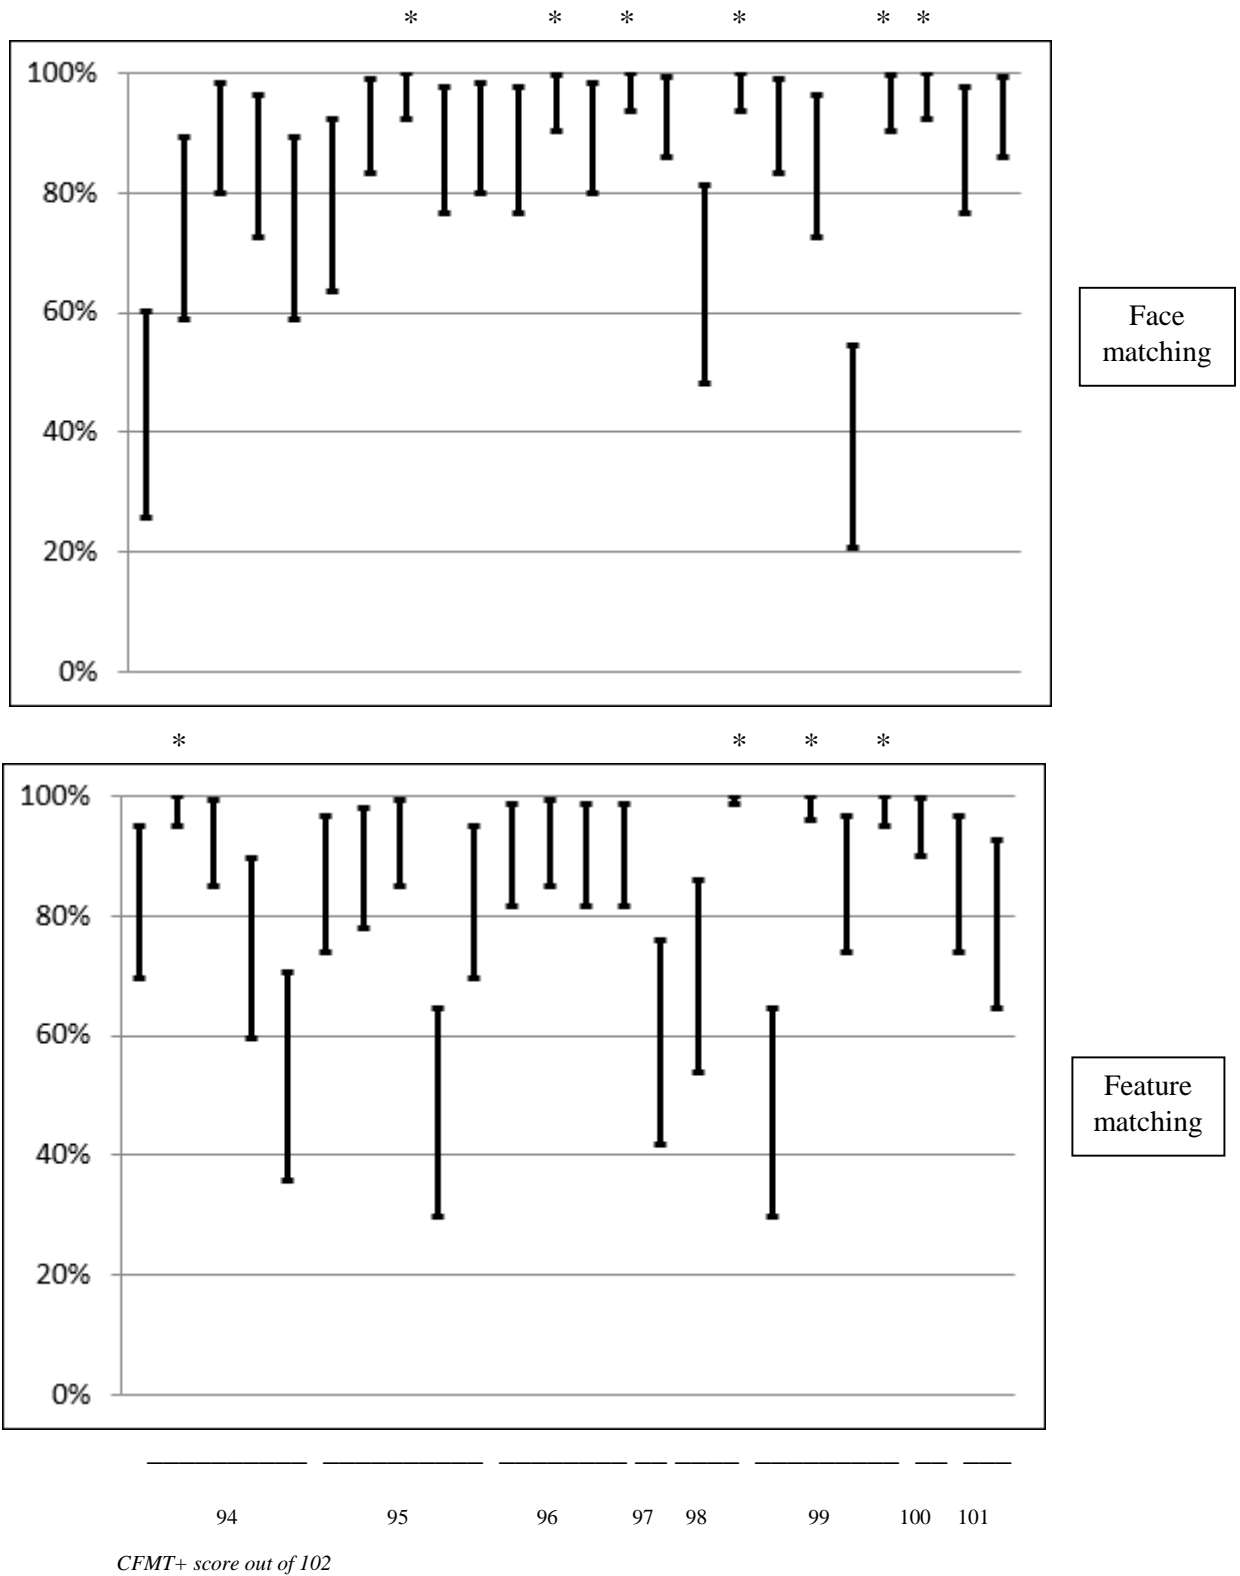 * * * * * *
100%
80%
60%
40%
20%
0%
Face
matching
* * * *
100%
80%
60%
40%
20%
0%
Feature
matching
94 95 96 97 98 99 100 101
CFMT+ score out of 102